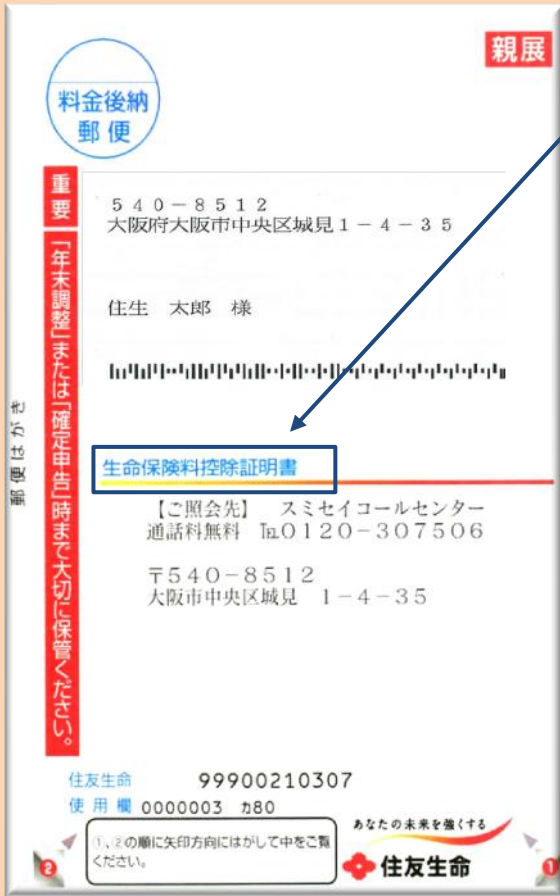 親展
料金後納
郵便
重要
「年末調整」または「確定申告」時まで大切に保管ください。
郵便はがき
540-8512
大阪府大阪市中央区城見1-4-35
住生 太郎 様
生命保険料控除証明書
【ご照会先】 スミセイコールセンター
通話料無料 ℡0120-307506
〒540-8512
大阪市中央区城見 1-4-35
住友生命 99900210307
使用欄 0000003 カ80
①、②の順に矢印方向にはがして中をご覧
ください。
あなたの未来を強くする
住友生命
2
1